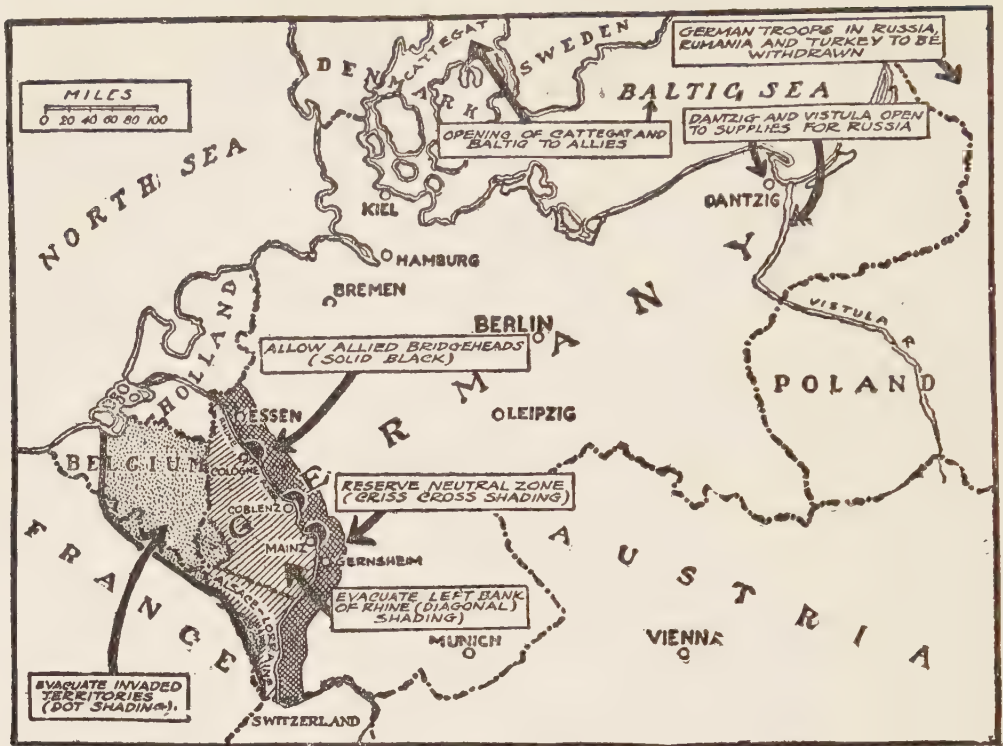 MILES
0 20 40 60 80 100
NORTH SEA
DENMARK
CATTEGAT
SWEDEN
BALTIC SEA
GERMAN TROOPS IN RUSSIA,
RUMANIA AND TURKEY TO BE
WITHDRAWN
OPENING OF CATTEGAT AND
BALTIG TO ALLIES
DANTZIG AND VISTULA OPEN
TO SUPPLIES FOR RUSSIA
KIEL
DANTZIG
HAMBURG
BREMEN
BERLIN
VISTULA R
HOLLAND
ALLOW ALLIED BRIDGEHEADS
(SOLID BLACK)
POLAND
ESSEN
LEIPZIG
GERMANY
BELGIUM
COLOGNE
RESERVE NEUTRAL ZONE
(CRISS CROSS SHADING)
COBLENZ
MAINZ
GERNSHEIM
FRANCE
ALSACE-LORRAINE
EVACUATE LEFT BANK
OF RHINE (DIAGONAL)
SHADING)
AUSTRIA
MUNICH
VIENNA
EVACUATE INVADED
TERRITORIES
(DOT SHADING).
SWITZERLAND